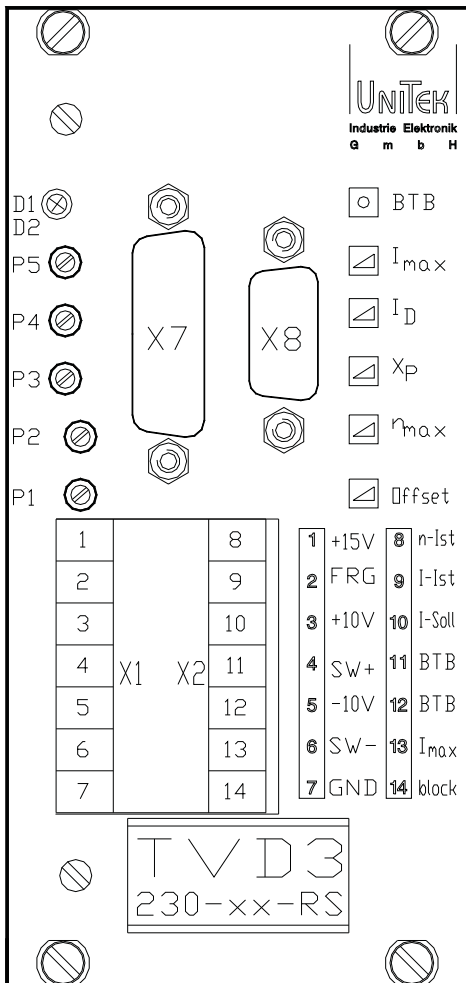 UNITEK
Industrie Elektronik
G m b H
D1
D2
BTB
P5
Imax
P4
ID
X7
X8
P3
XP
P2
nmax
P1
Offset
1
8
2
9
3
10
4
11
5
12
6
13
7
14
X1
X2
1 +15V 8 n-Ist
2 FRG 9 I-Ist
3 +10V 10 I-Soll
4 SW+ 11 BTB
5 -10V 12 BTB
6 SW- 13 Imax
7 GND 14 block
TVD3
230-xx-RS